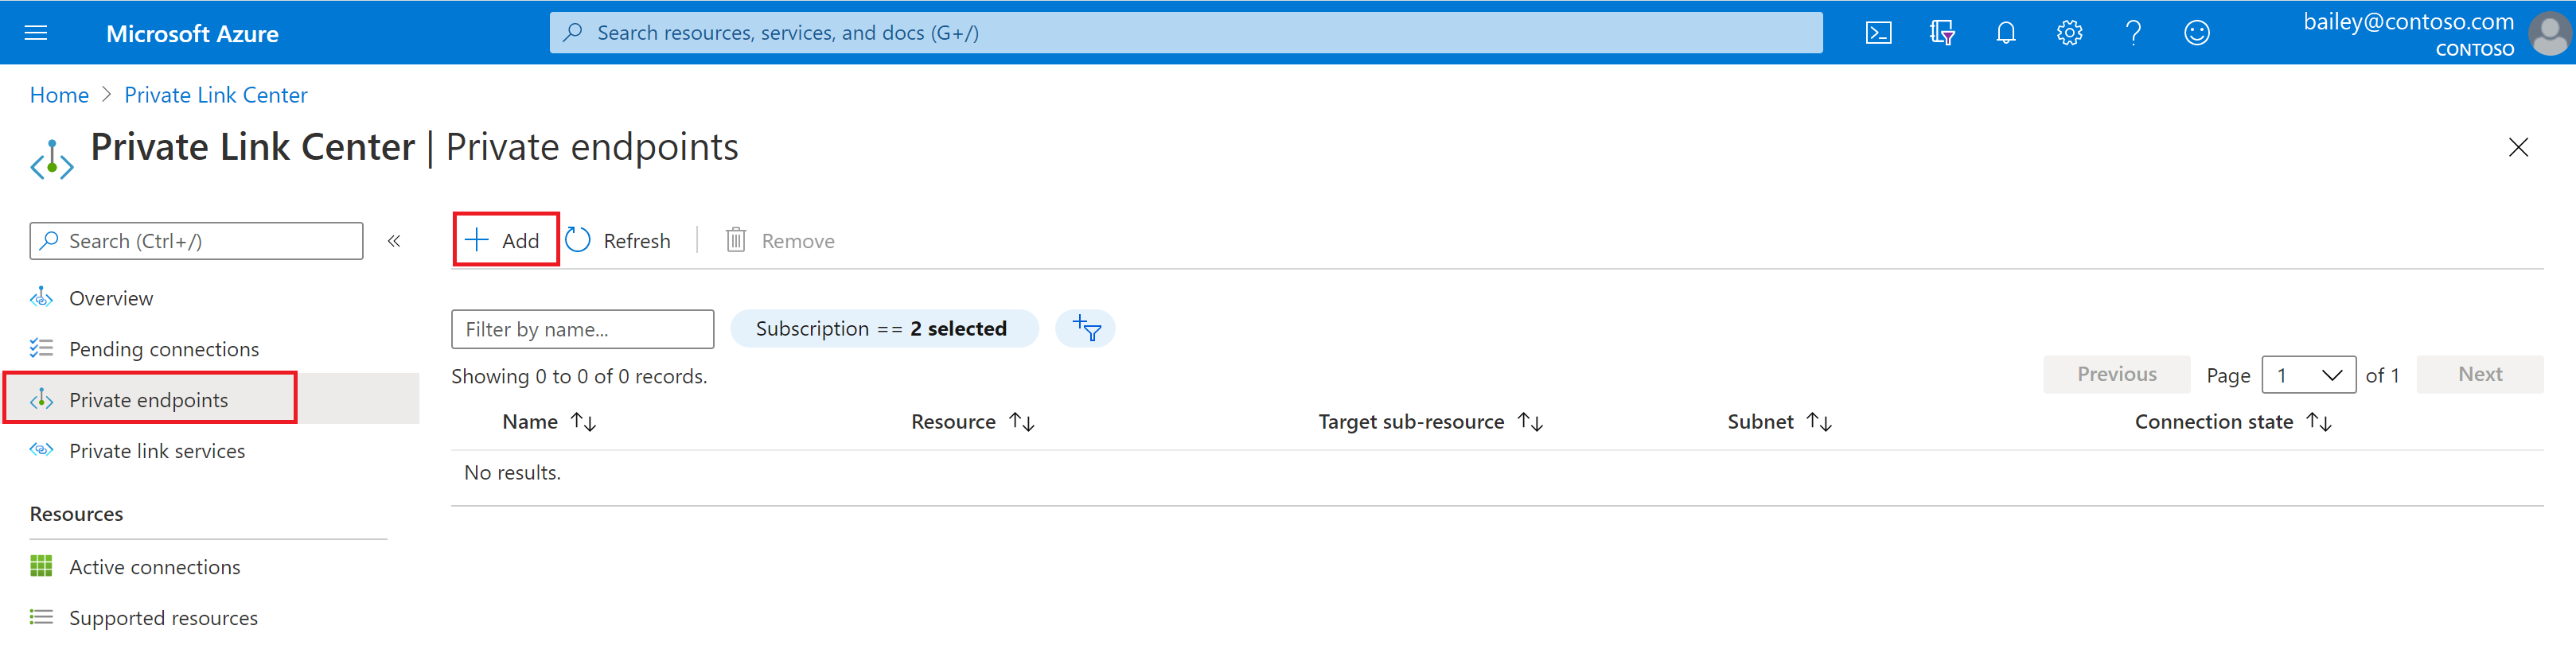 Microsoft Azure
Search resources, services, and docs (G+/)
bailey@contoso.com
CONTOSO
Home > Private Link Center
Private Link Center | Private endpoints
Search (Ctrl+/)
Add Refresh Remove
Overview
Pending connections
Private endpoints
Private link services
Resources
Active connections
Supported resources
Filter by name...
Subscription == 2 selected
Showing 0 to 0 of 0 records.
Previous Page 1 of 1 Next
Name Resource Target sub-resource Subnet Connection state
No results.